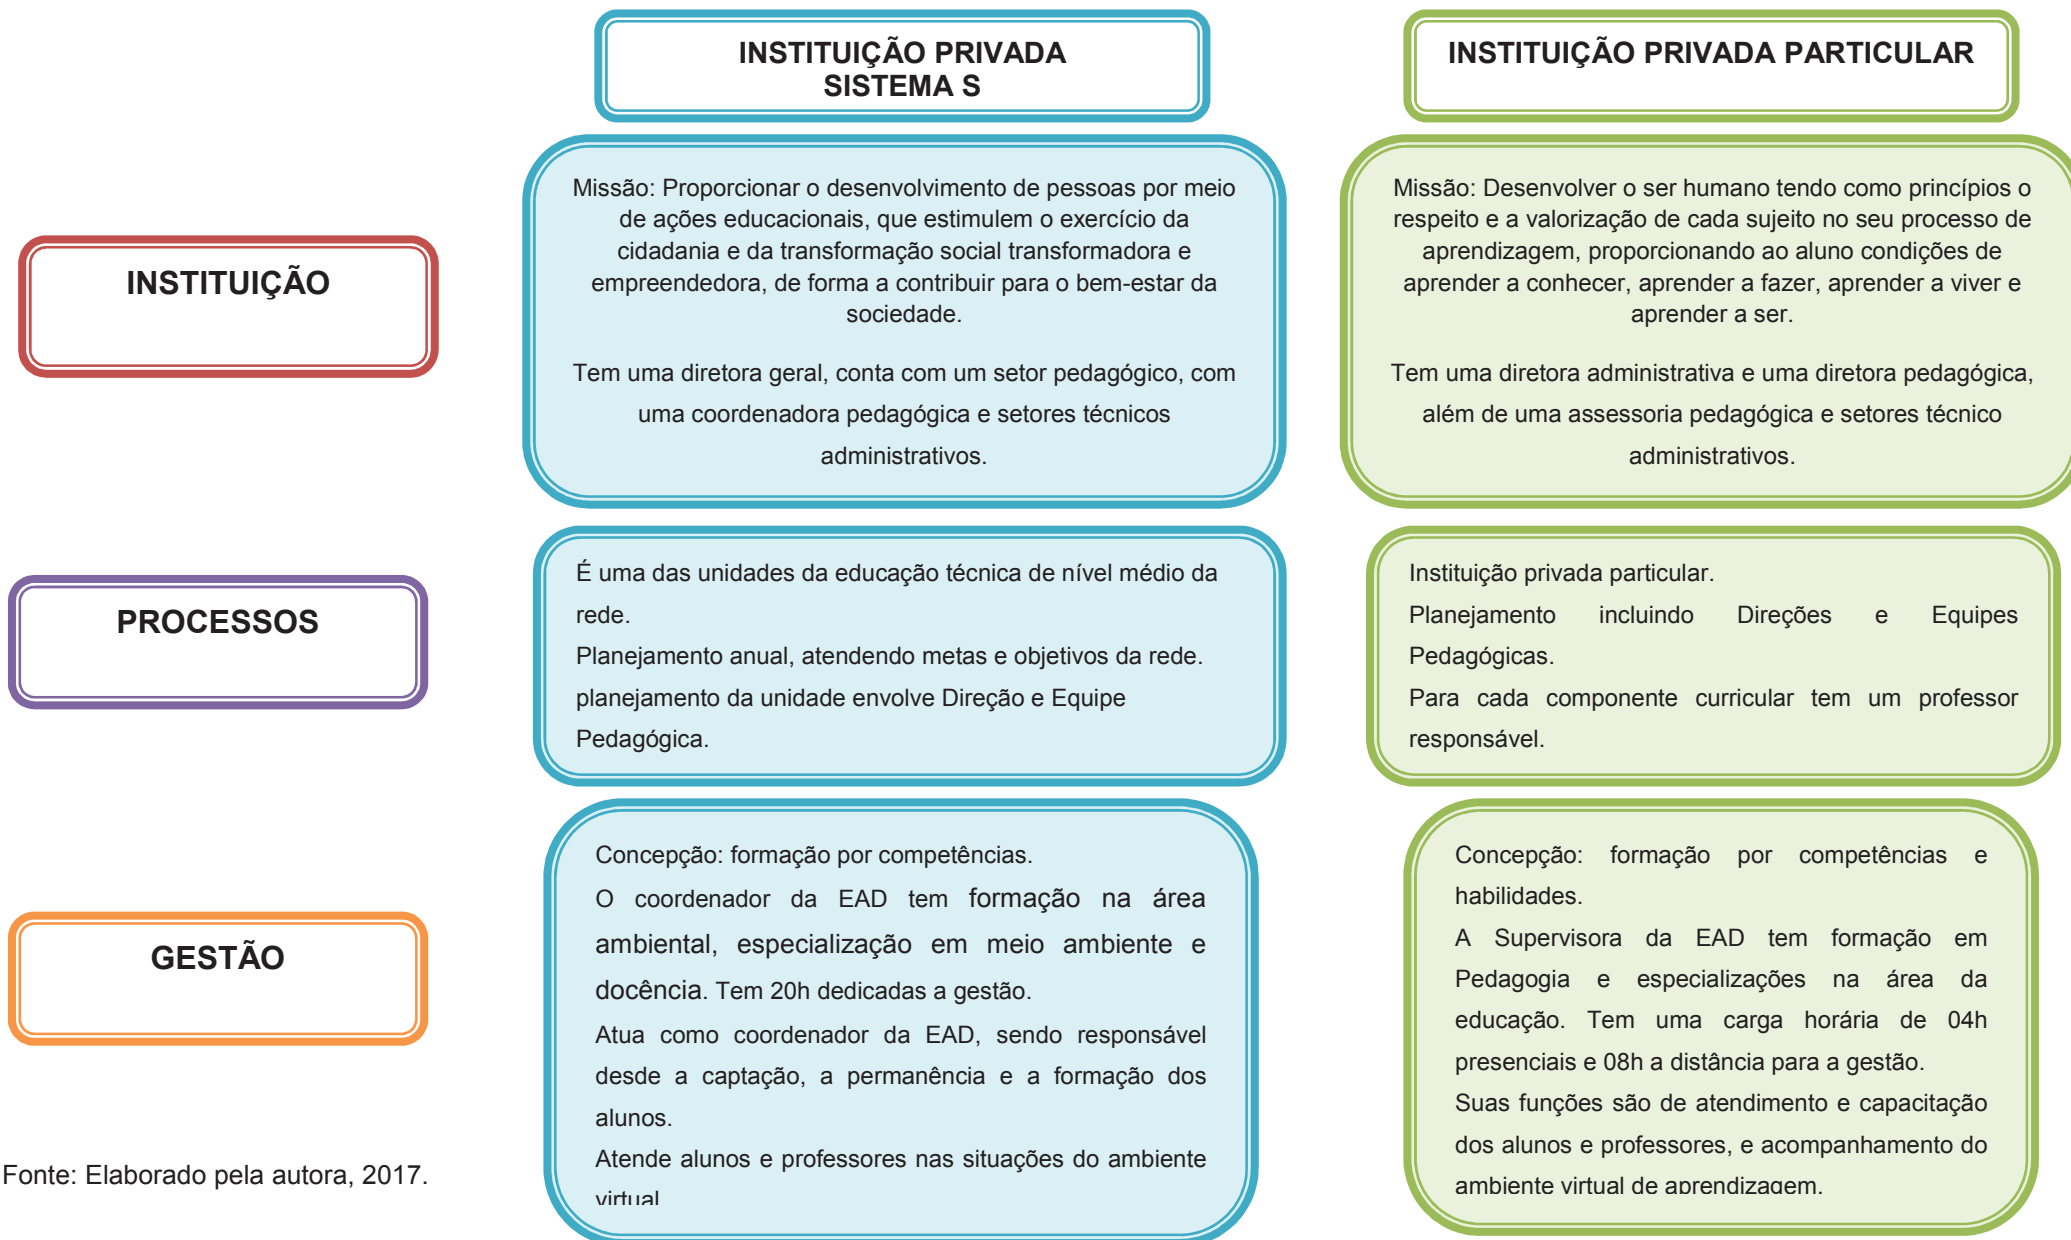 INSTITUIÇÃO PRIVADA
SISTEMA S
INSTITUIÇÃO PRIVADA PARTICULAR
INSTITUIÇÃO
Missão: Proporcionar o desenvolvimento de pessoas por meio
de ações educacionais, que estimulem o exercício da
cidadania e da transformação social transformadora e
empreendedora, de forma a contribuir para o bem-estar da
sociedade.
Tem uma diretora geral, conta com um setor pedagógico, com
uma coordenadora pedagógica e setores técnicos
administrativos.
Missão: Desenvolver o ser humano tendo como princípios o
respeito e a valorização de cada sujeito no seu processo de
aprendizagem, proporcionando ao aluno condições de
aprender a conhecer, aprender a fazer, aprender a viver e
aprender a ser.
Tem uma diretora administrativa e uma diretora pedagógica,
além de uma assessoria pedagógica e setores técnico
administrativos.
PROCESSOS
É uma das unidades da educação técnica de nível médio da
rede.
Planejamento anual, atendendo metas e objetivos da rede.
planejamento da unidade envolve Direção e Equipe
Pedagógica.
Instituição privada particular.
Planejamento incluindo Direções e Equipes
Pedagógicas.
Para cada componente curricular tem um professor
responsável.
GESTÃO
Concepção: formação por competências.
O coordenador da EAD tem formação na área
ambiental, especialização em meio ambiente e
docência. Tem 20h dedicadas a gestão.
Atua como coordenador da EAD, sendo responsável
desde a captação, a permanência e a formação dos
alunos.
Atende alunos e professores nas situações do ambiente
virtual
Concepção: formação por competências e
habilidades.
A Supervisora da EAD tem formação em
Pedagogia e especializações na área da
educação. Tem uma carga horária de 04h
presenciais e 08h a distância para a gestão.
Suas funções são de atendimento e capacitação
dos alunos e professores, e acompanhamento do
ambiente virtual de aprendizagem.
Fonte: Elaborado pela autora, 2017.